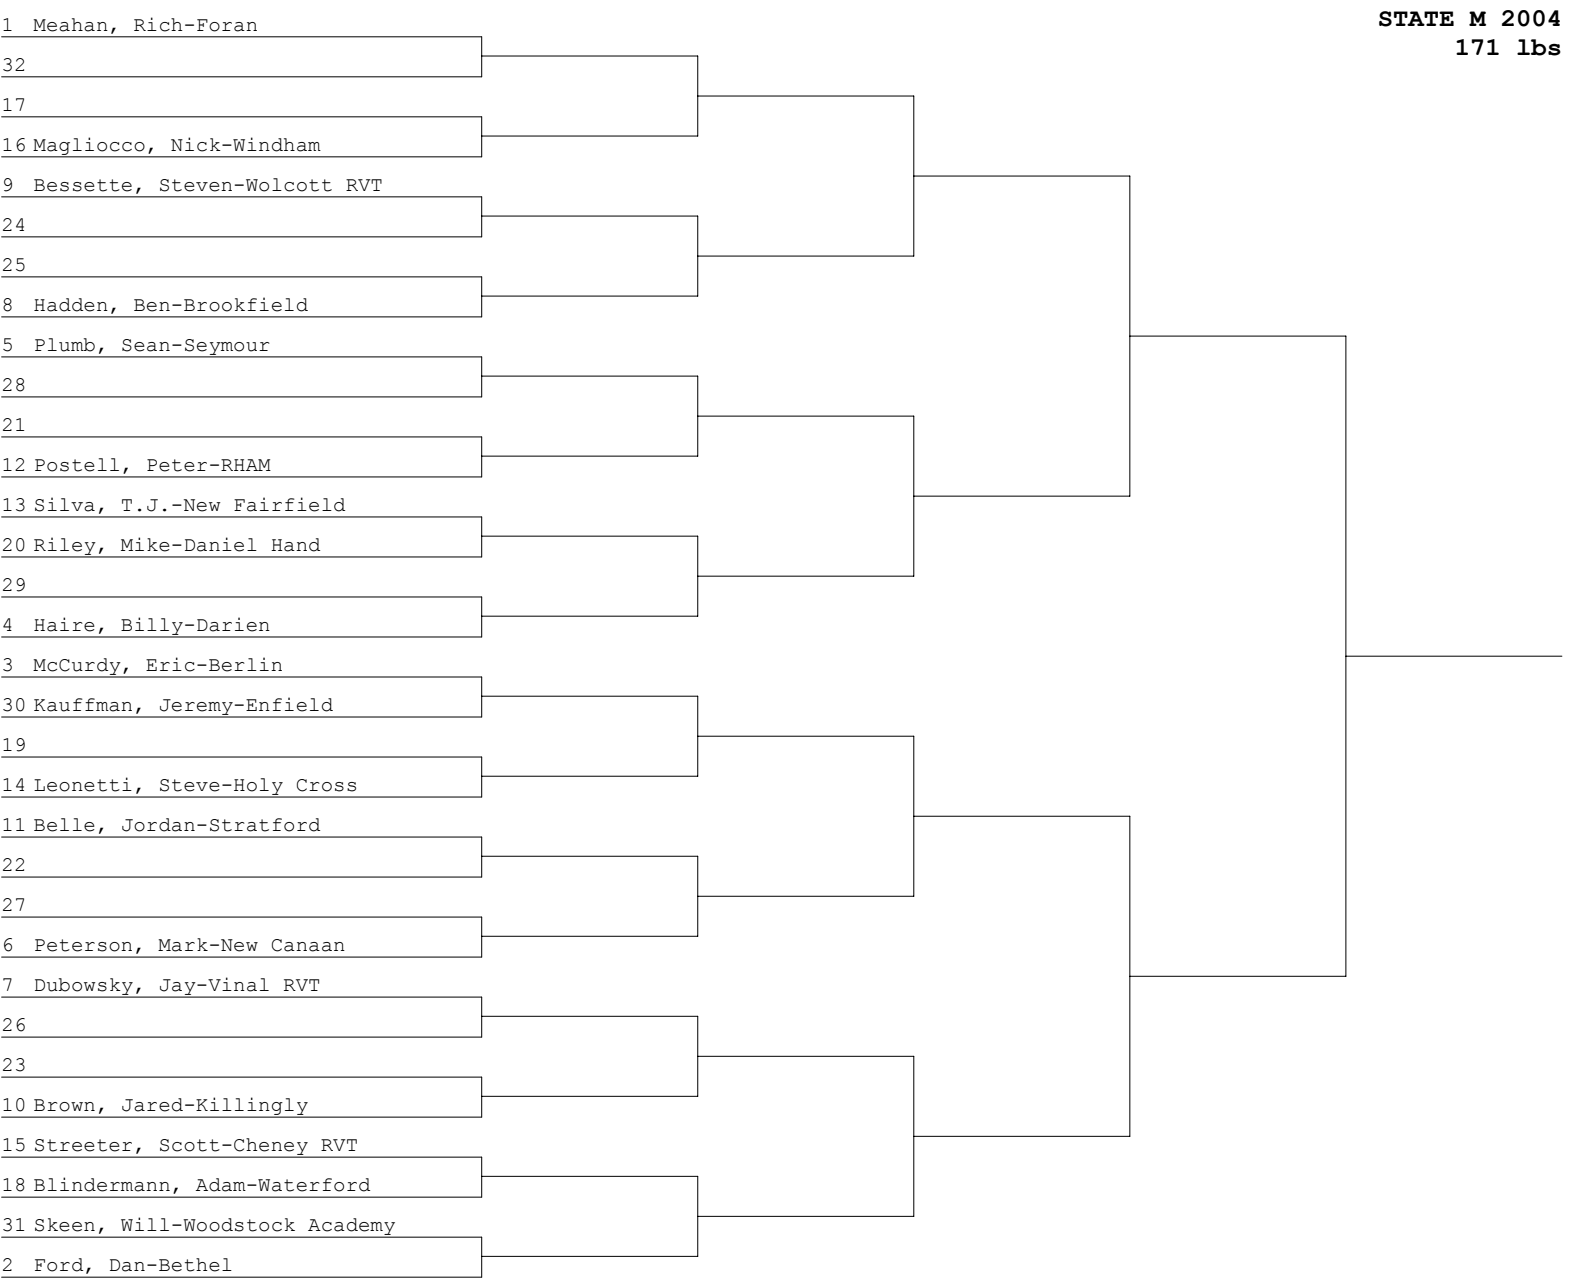 STATE M 2004
171 lbs
1 Meahan, Rich-Foran
32
17
16 Magliocco, Nick-Windham
9 Bessette, Steven-Wolcott RVT
24
25
8 Hadden, Ben-Brookfield
5 Plumb, Sean-Seymour
28
21
12 Postell, Peter-RHAM
13 Silva, T.J.-New Fairfield
20 Riley, Mike-Daniel Hand
29
4 Haire, Billy-Darien
3 McCurdy, Eric-Berlin
30 Kauffman, Jeremy-Enfield
19
14 Leonetti, Steve-Holy Cross
11 Belle, Jordan-Stratford
22
27
6 Peterson, Mark-New Canaan
7 Dubowsky, Jay-Vinal RVT
26
23
10 Brown, Jared-Killingly
15 Streeter, Scott-Cheney RVT
18 Blindermann, Adam-Waterford
31 Skeen, Will-Woodstock Academy
2 Ford, Dan-Bethel